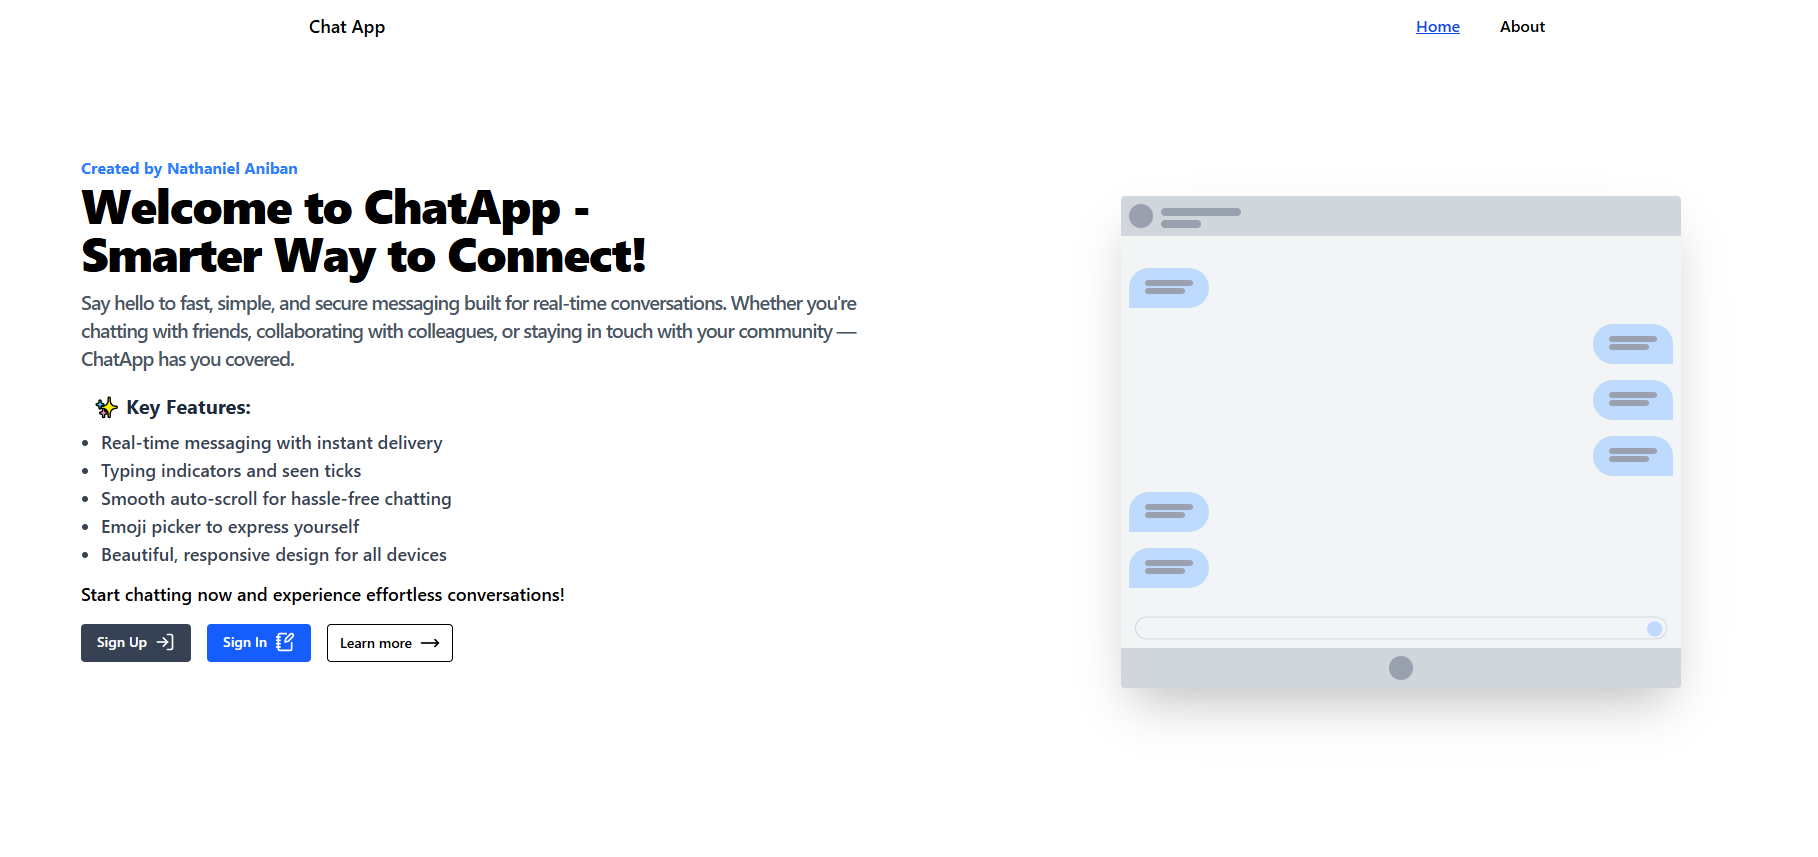 Chat App
Home
About
Created by Nathaniel Aniban
Welcome to ChatApp -
Smarter Way to Connect!
Say hello to fast, simple, and secure messaging built for real-time conversations. Whether you're
chatting with friends, collaborating with colleagues, or staying in touch with your community —
ChatApp has you covered.
✨ Key Features:
• Real-time messaging with instant delivery
• Typing indicators and seen ticks
• Smooth auto-scroll for hassle-free chatting
• Emoji picker to express yourself
• Beautiful, responsive design for all devices
Start chatting now and experience effortless conversations!
Sign Up
Sign In
Learn more